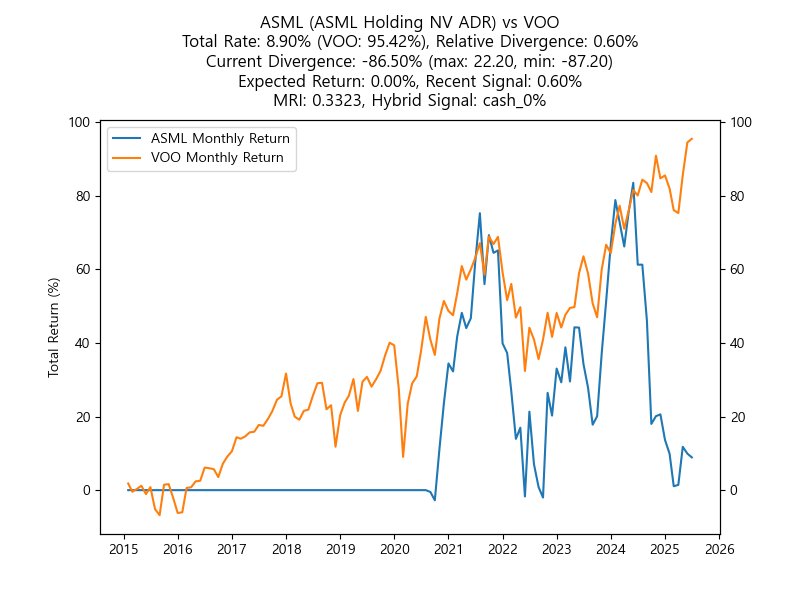 ASML (ASML Holding NV ADR) vs VOO
Total Rate: 8.90% (VOO: 95.42%), Relative Divergence: 0.60%
Current Divergence: -86.50% (max: 22.20, min: -87.20)
Expected Return: 0.00%, Recent Signal: 0.60%
MRI: 0.3323, Hybrid Signal: cash_0%
ASML Monthly Return
VOO Monthly Return
Total Return (%)
100
80
60
40
20
0
100
80
60
40
20
0
2015 2016 2017 2018 2019 2020 2021 2022 2023 2024 2025 2026